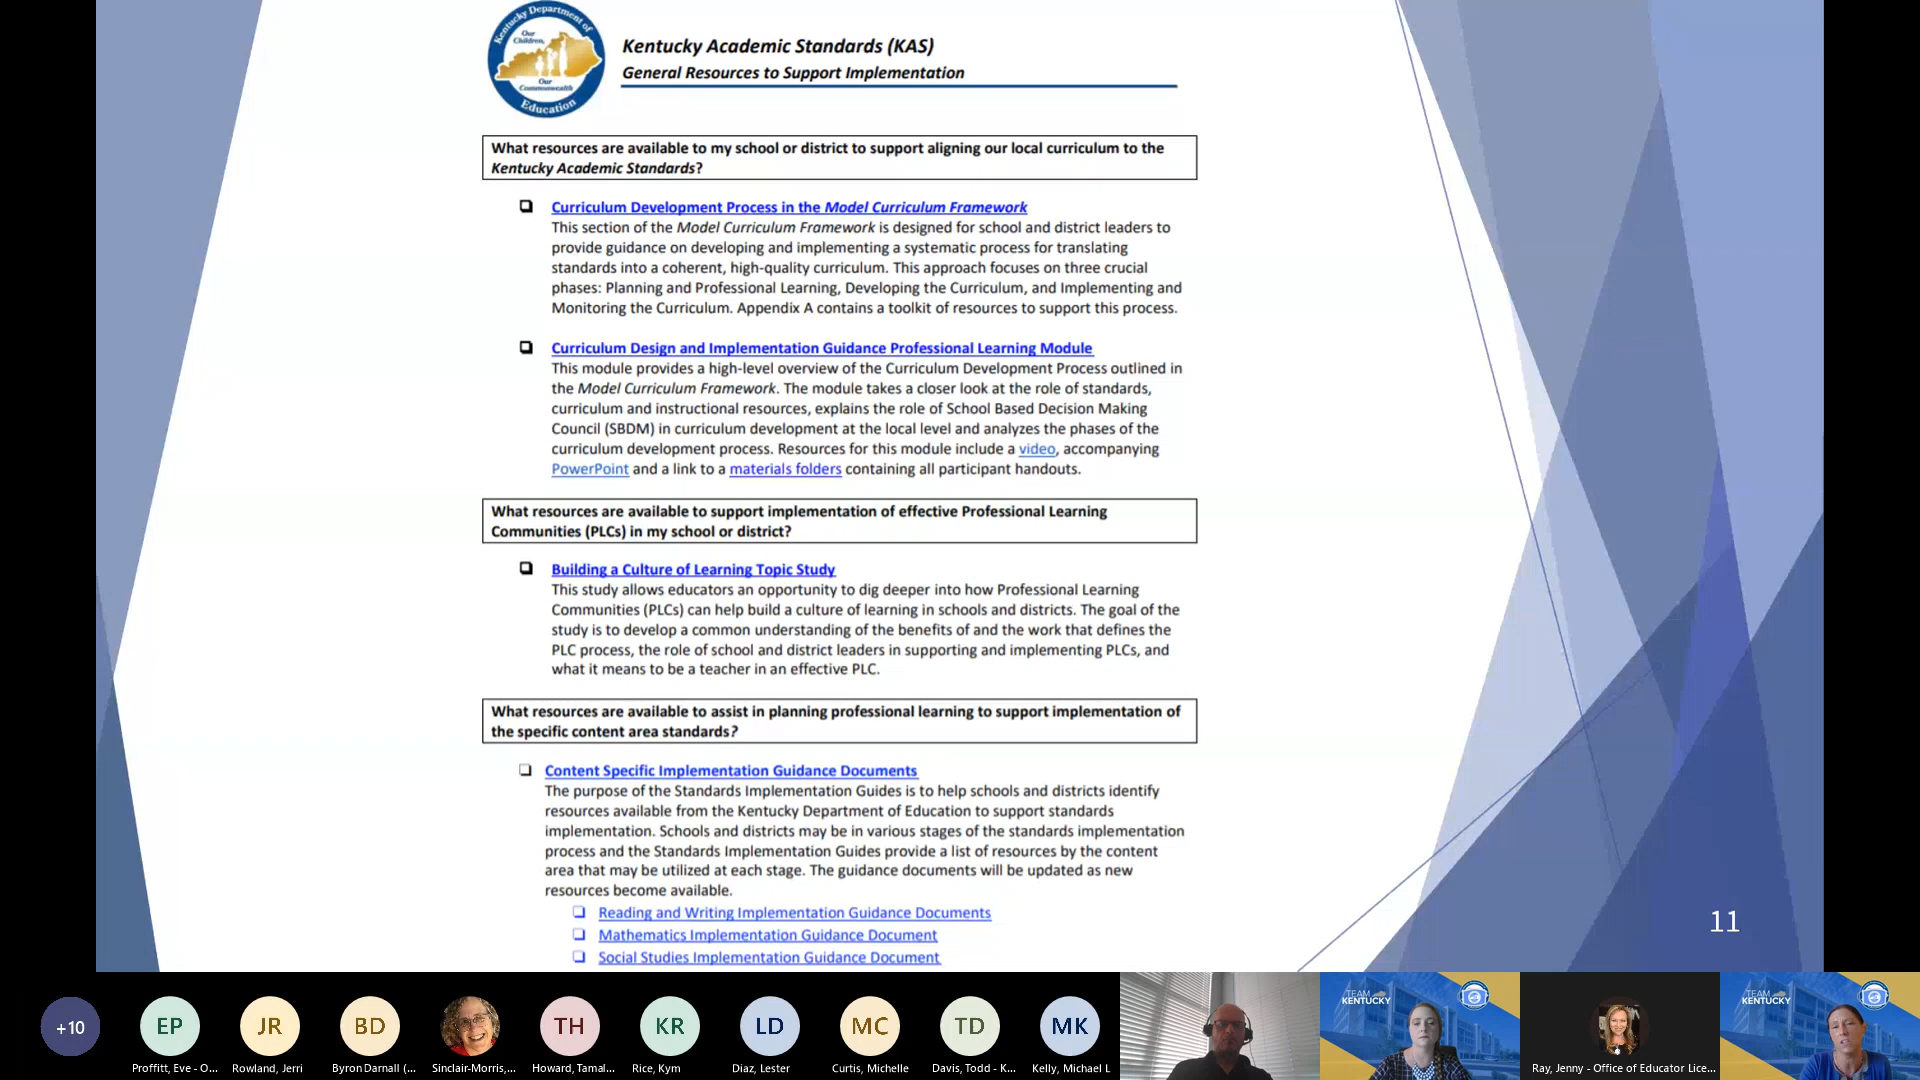 Kentucky Department of
Our
Children,
Our
Commonwealth
Education
Kentucky Academic Standards (KAS)
General Resources to Support Implementation
What resources are available to my school or district to support aligning our local curriculum to the
Kentucky Academic Standards?
❑ Curriculum Development Process in the Model Curriculum Framework
This section of the Model Curriculum Framework is designed for school and district leaders to
provide guidance on developing and implementing a systematic process for translating
standards into a coherent, high-quality curriculum. This approach focuses on three crucial
phases: Planning and Professional Learning, Developing the Curriculum, and Implementing and
Monitoring the Curriculum. Appendix A contains a toolkit of resources to support this process.
❑ Curriculum Design and Implementation Guidance Professional Learning Module
This module provides a high-level overview of the Curriculum Development Process outlined in
the Model Curriculum Framework. The module takes a closer look at the role of standards,
curriculum and instructional resources, explains the role of School Based Decision Making
Council (SBDM) in curriculum development at the local level and analyzes the phases of the
curriculum development process. Resources for this module include a video, accompanying
PowerPoint and a link to a materials folders containing all participant handouts.
What resources are available to support implementation of effective Professional Learning
Communities (PLCs) in my school or district?
❑ Building a Culture of Learning Topic Study
This study allows educators an opportunity to dig deeper into how Professional Learning
Communities (PLCs) can help build a culture of learning in schools and districts. The goal of the
study is to develop a common understanding of the benefits of and the work that defines the
PLC process, the role of school and district leaders in supporting and implementing PLCs, and
what it means to be a teacher in an effective PLC.
What resources are available to assist in planning professional learning to support implementation of
the specific content area standards?
❑ Content Specific Implementation Guidance Documents
The purpose of the Standards Implementation Guides is to help schools and districts identify
resources available from the Kentucky Department of Education to support standards
implementation. Schools and districts may be in various stages of the standards implementation
process and the Standards Implementation Guides provide a list of resources by the content
area that may be utilized at each stage. The guidance documents will be updated as new
resources become available.
❑ Reading and Writing Implementation Guidance Documents
❑ Mathematics Implementation Guidance Document
❑ Social Studies Implementation Guidance Document
11
+10
EP
JR
BD
TH
KR
LD
MC
TD
MK
TEAM
KENTUCKY
TEAM
KENTUCKY
Proffitt, Eve - O...
Rowland, Jerri
Byron Darnall (...
Sinclair-Morris,...
Howard, Tamal...
Rice, Kym
Diaz, Lester
Curtis, Michelle
Davis, Todd - K...
Kelly, Michael L
Ray, Jenny - Office of Educator Lice...